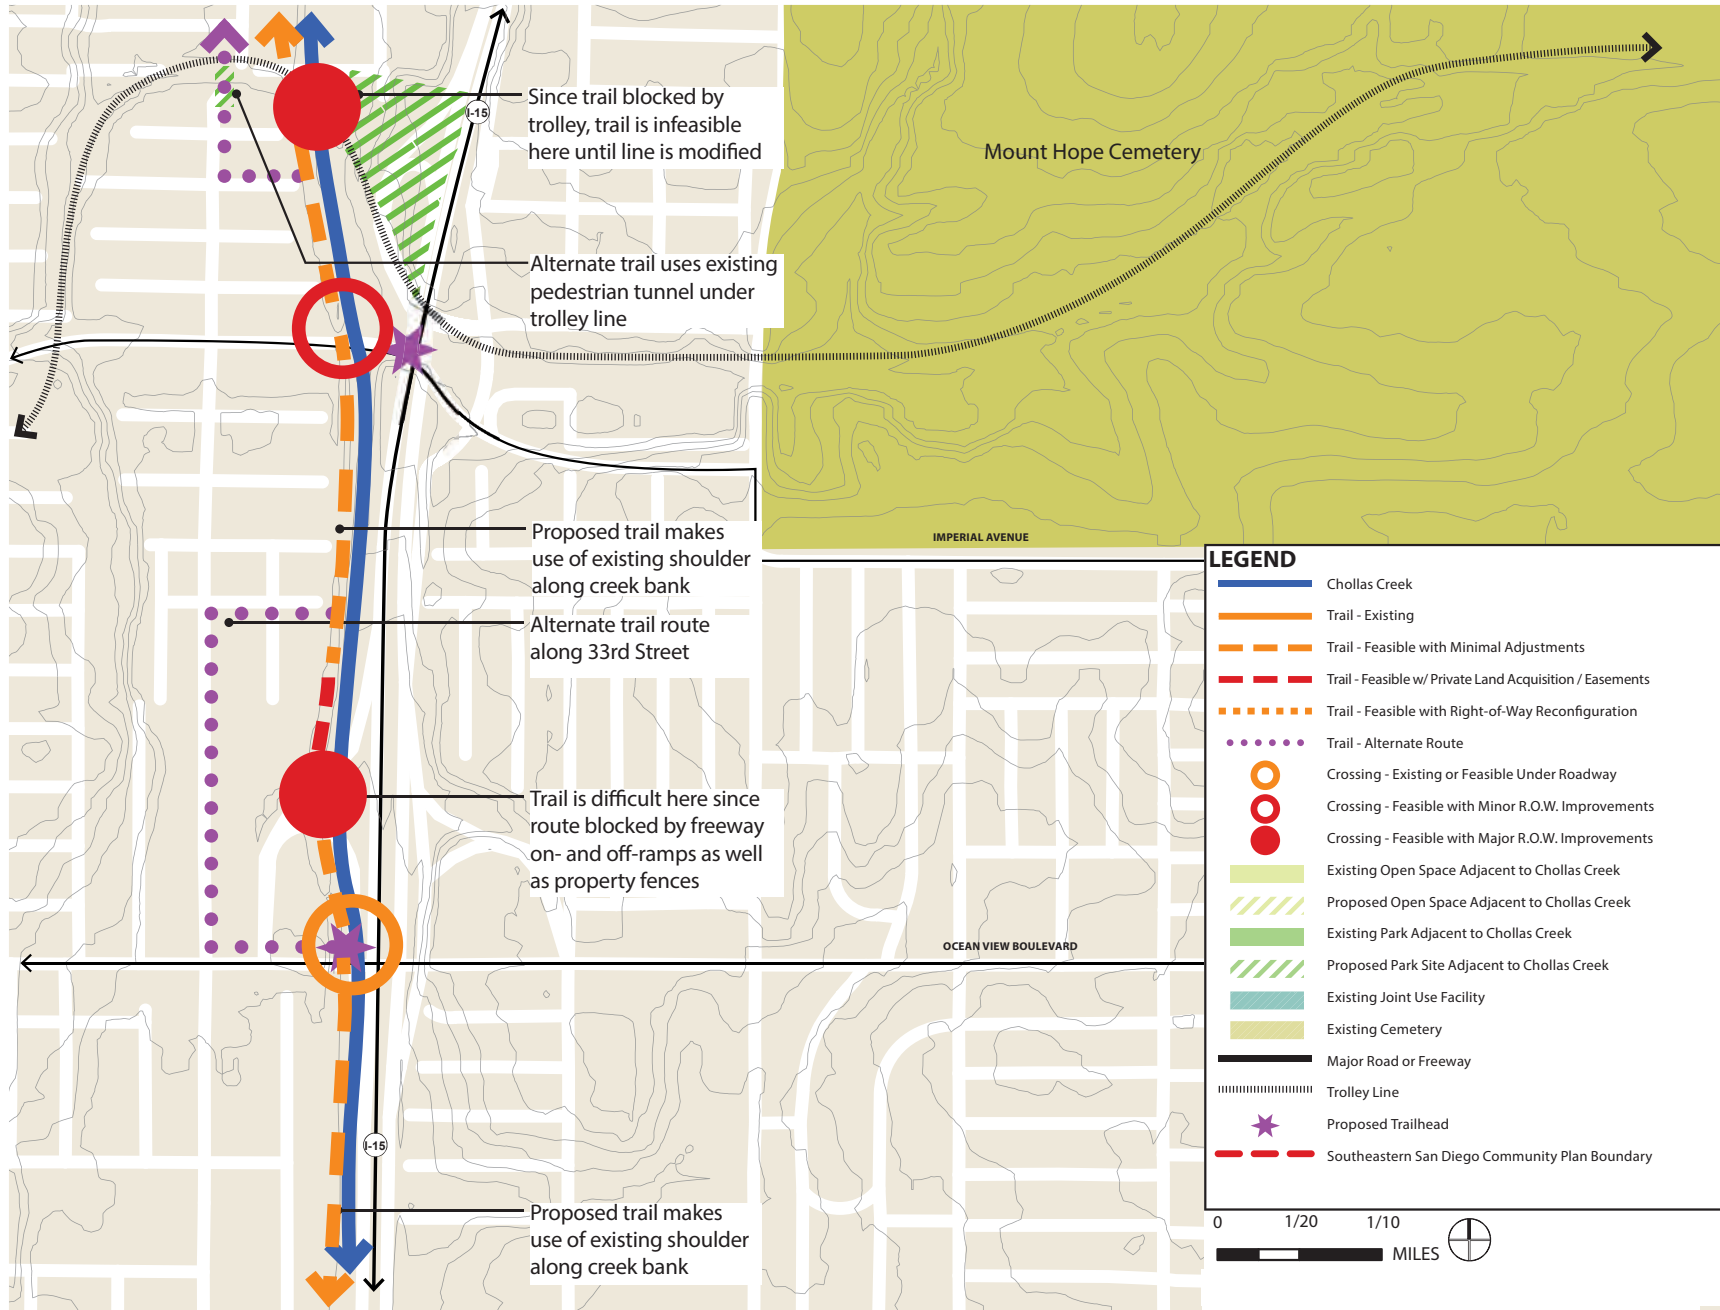 Since trail blocked by
trolley, trail is infeasible
here until line is modified
I-15
Mount Hope Cemetery
Alternate trail uses existing
pedestrian tunnel under
trolley line
Proposed trail makes
use of existing shoulder
along creek bank
IMPERIAL AVENUE
Alternate trail route
along 33rd Street
Trail is difficult here since
route blocked by freeway
on- and off-ramps as well
as property fences
OCEAN VIEW BOULEVARD
I-15
Proposed trail makes
use of existing shoulder
along creek bank
LEGEND
Chollas Creek
Trail - Existing
Trail - Feasible with Minimal Adjustments
Trail - Feasible w/ Private Land Acquisition / Easements
Trail - Feasible with Right-of-Way Reconfiguration
Trail - Alternate Route
Crossing - Existing or Feasible Under Roadway
Crossing - Feasible with Minor R.O.W. Improvements
Crossing - Feasible with Major R.O.W. Improvements
Existing Open Space Adjacent to Chollas Creek
Proposed Open Space Adjacent to Chollas Creek
Existing Park Adjacent to Chollas Creek
Proposed Park Site Adjacent to Chollas Creek
Existing Joint Use Facility
Existing Cemetery
Major Road or Freeway
Trolley Line
Proposed Trailhead
Southeastern San Diego Community Plan Boundary
0 1/20 1/10
MILES